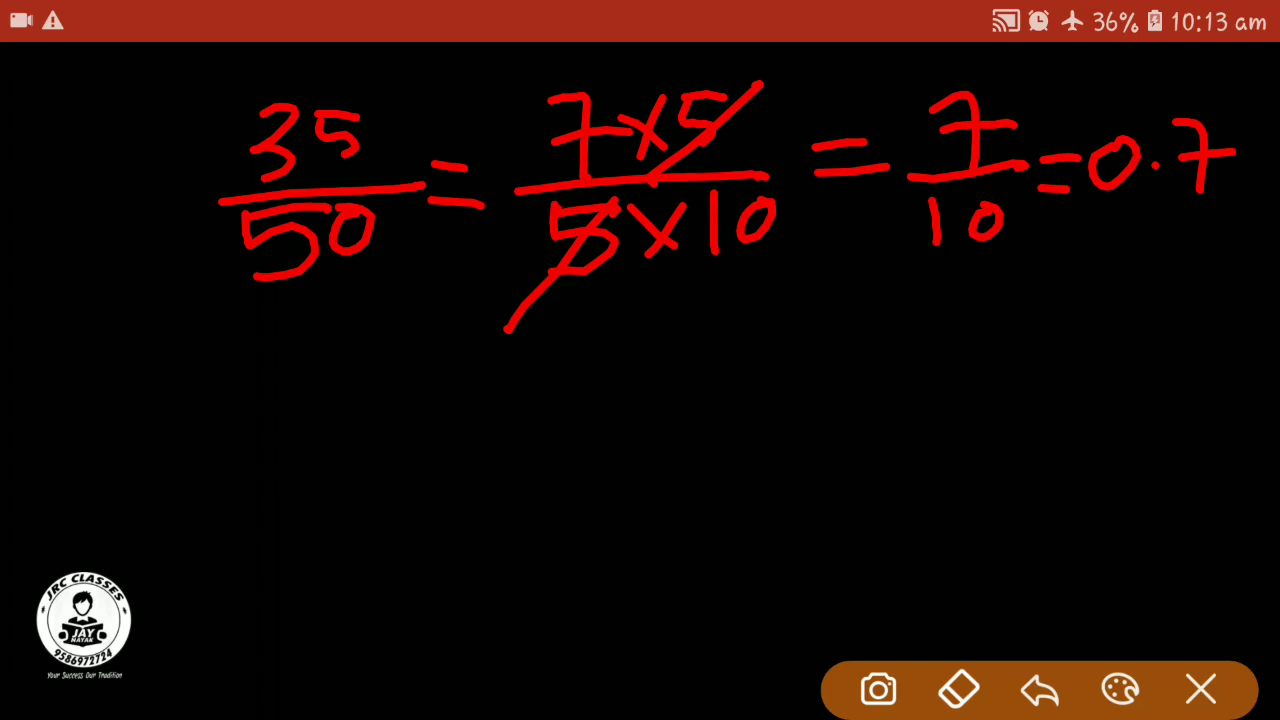 36% 10:13 am
35/50 = 7×5/5×10 = 7/10 = 0.7
JRC CLASSES
JAY
NAYAK
9586972724
Your Success Our Tradition